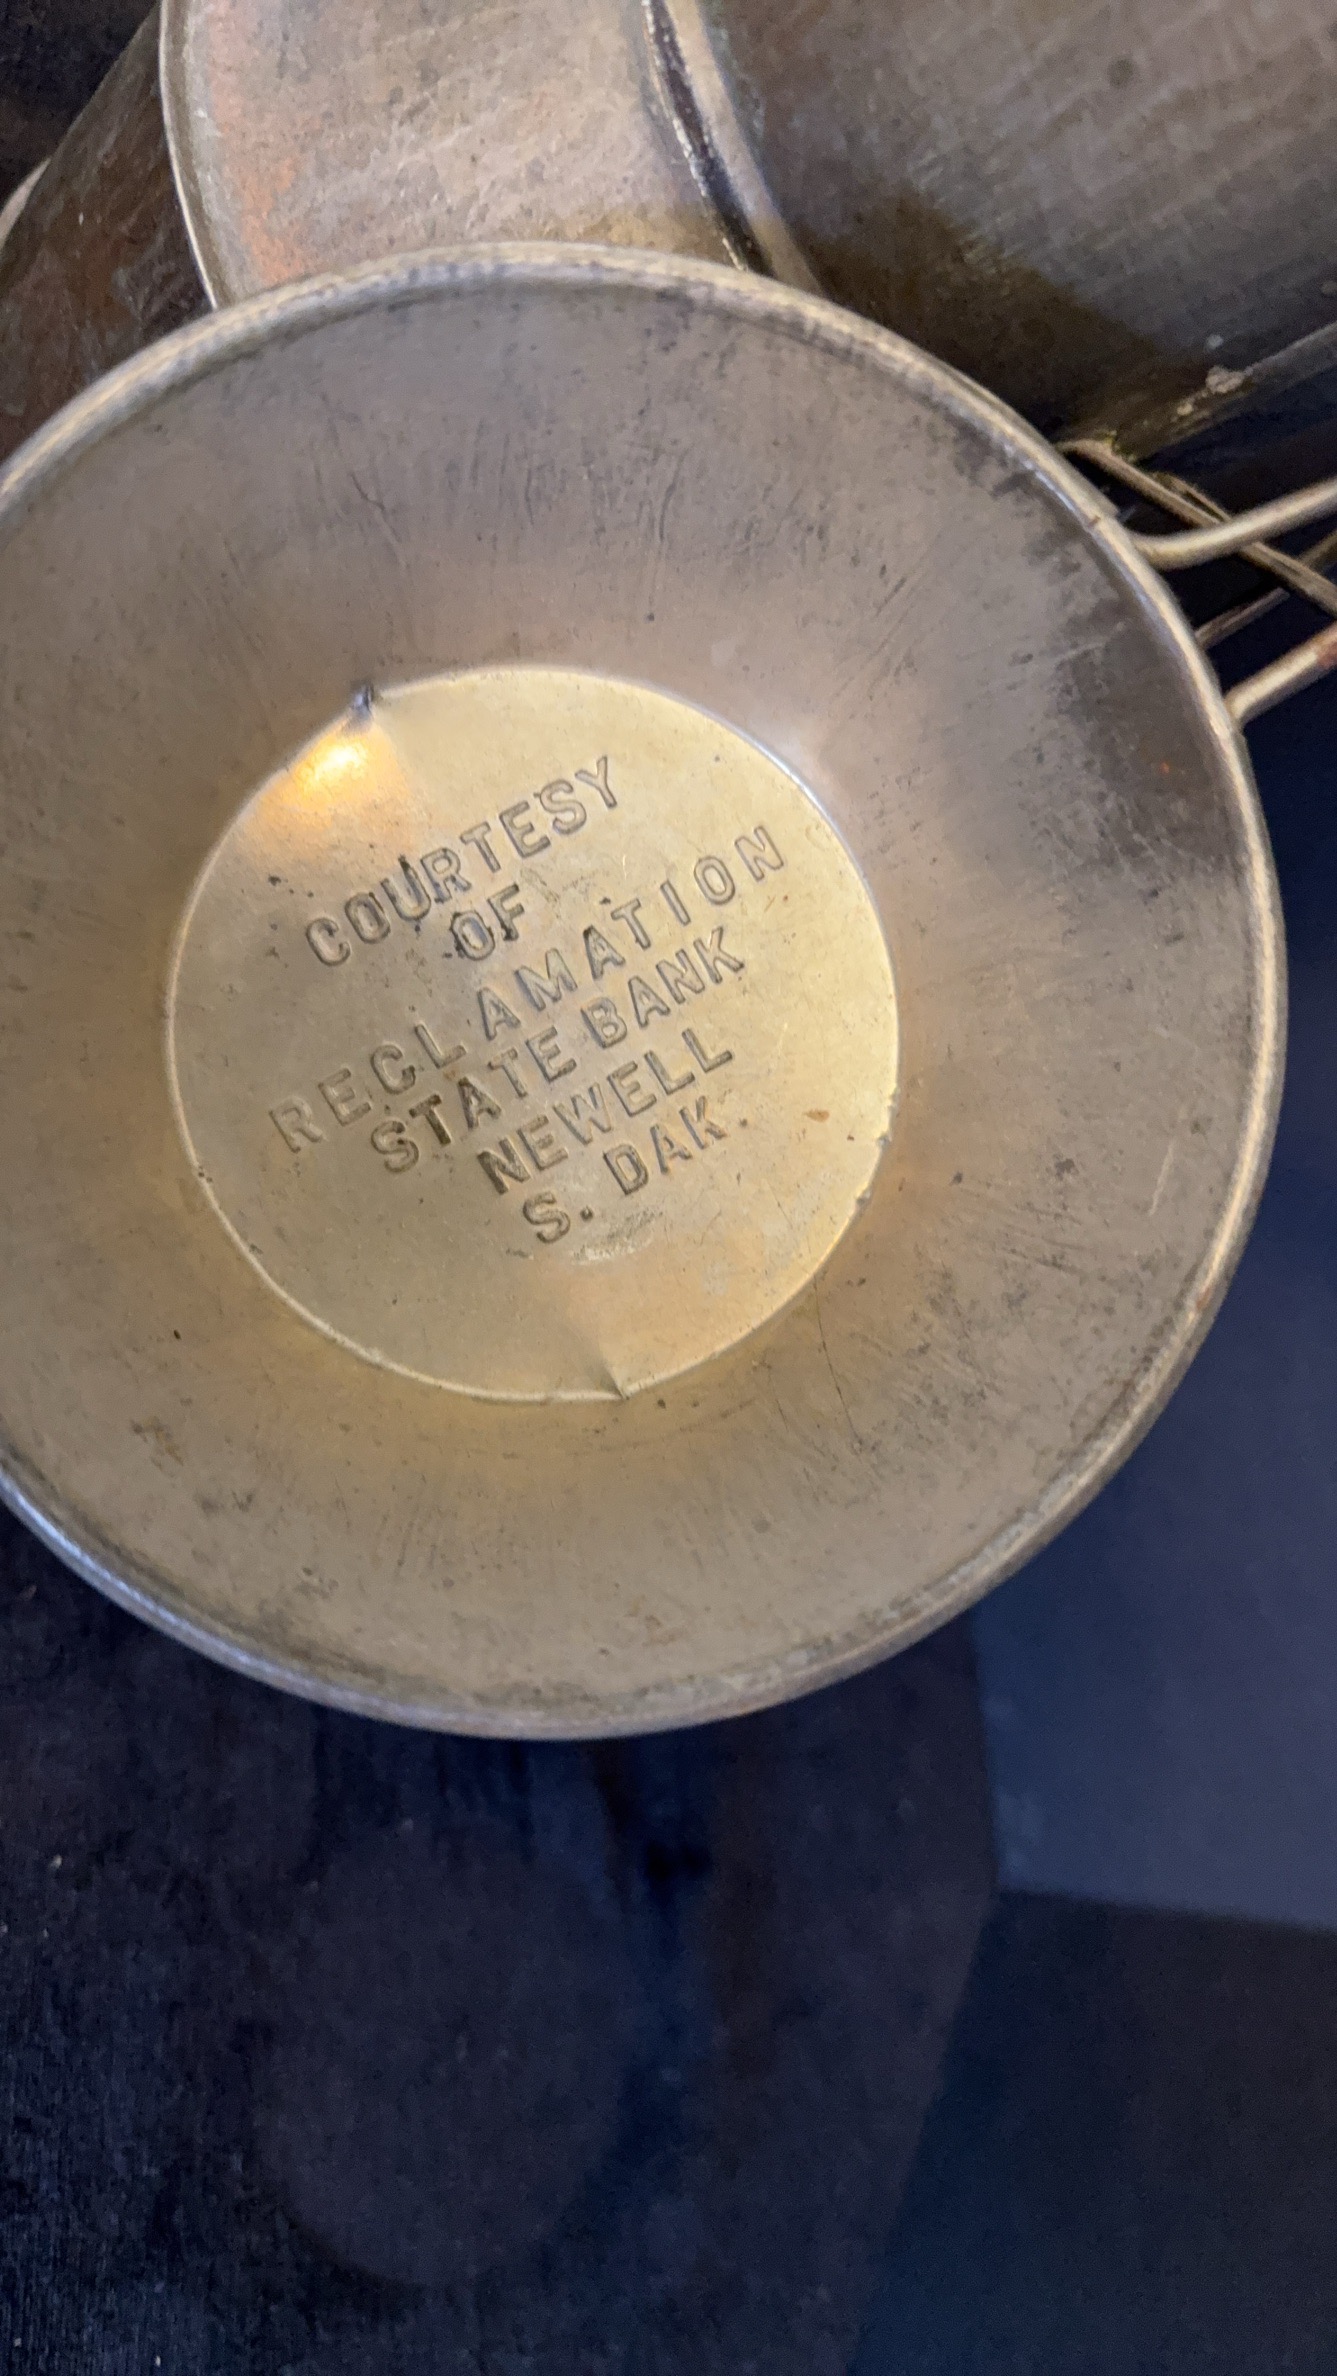 COURTESY
OF
RECLAMATION
STATE BANK
NEWELL
S. DAK.